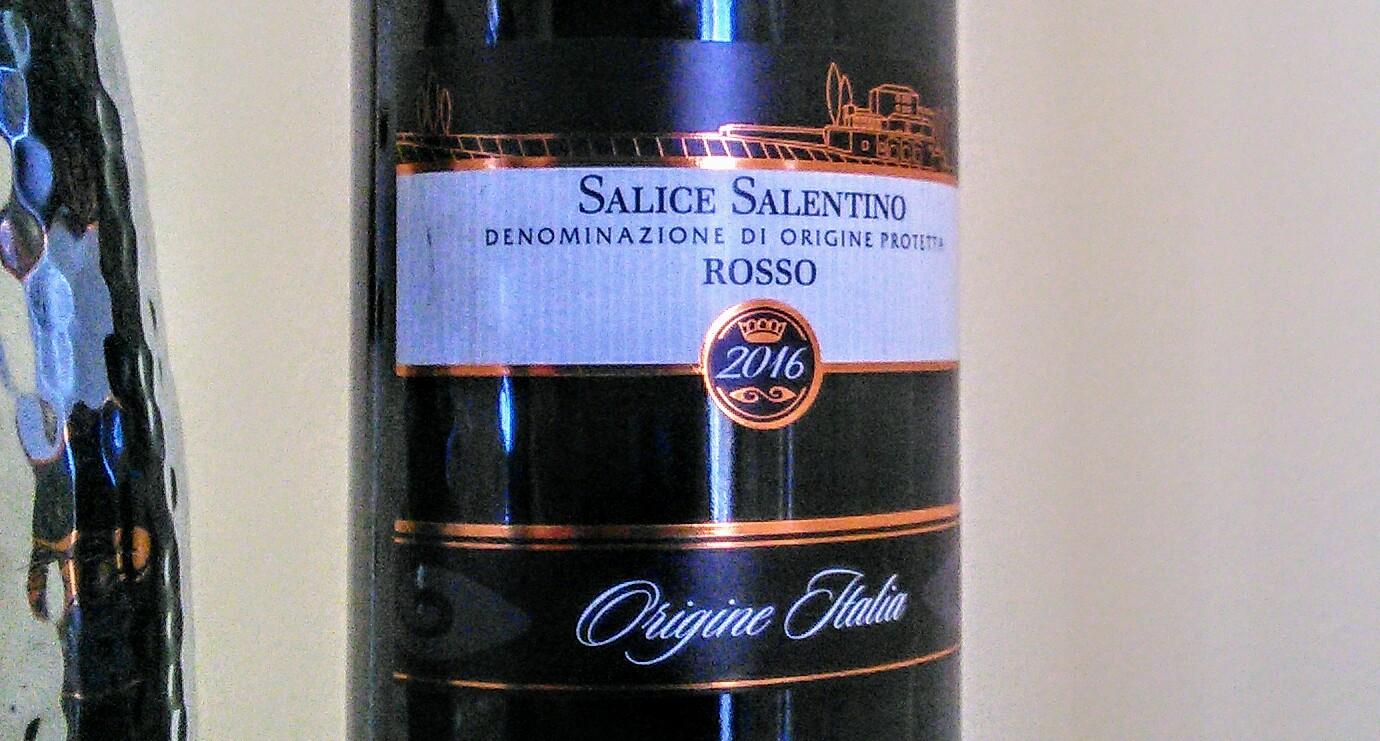 SALICE SALENTINO
DENOMINAZIONE DI ORIGINE PROTETTA
ROSSO
2016
Origine Italia